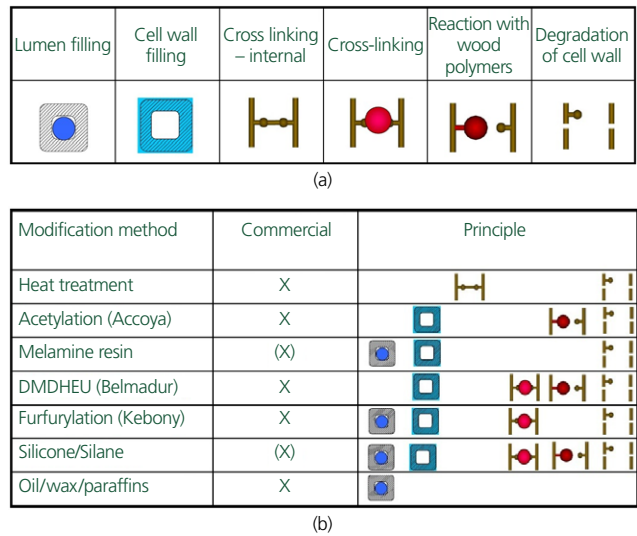 Lumen filling
Cell wall
filling
Cross linking
– internal
Cross-linking
Reaction with
wood
polymers
Degradation
of cell wall
(a)
Modification method
Commercial
Principle
Heat treatment
X
Acetylation (Accoya)
X
Melamine resin
(X)
DMDHEU (Belmadur)
X
Furfurylation (Kebony)
X
Silicone/Silane
(X)
Oil/wax/paraffins
X
(b)